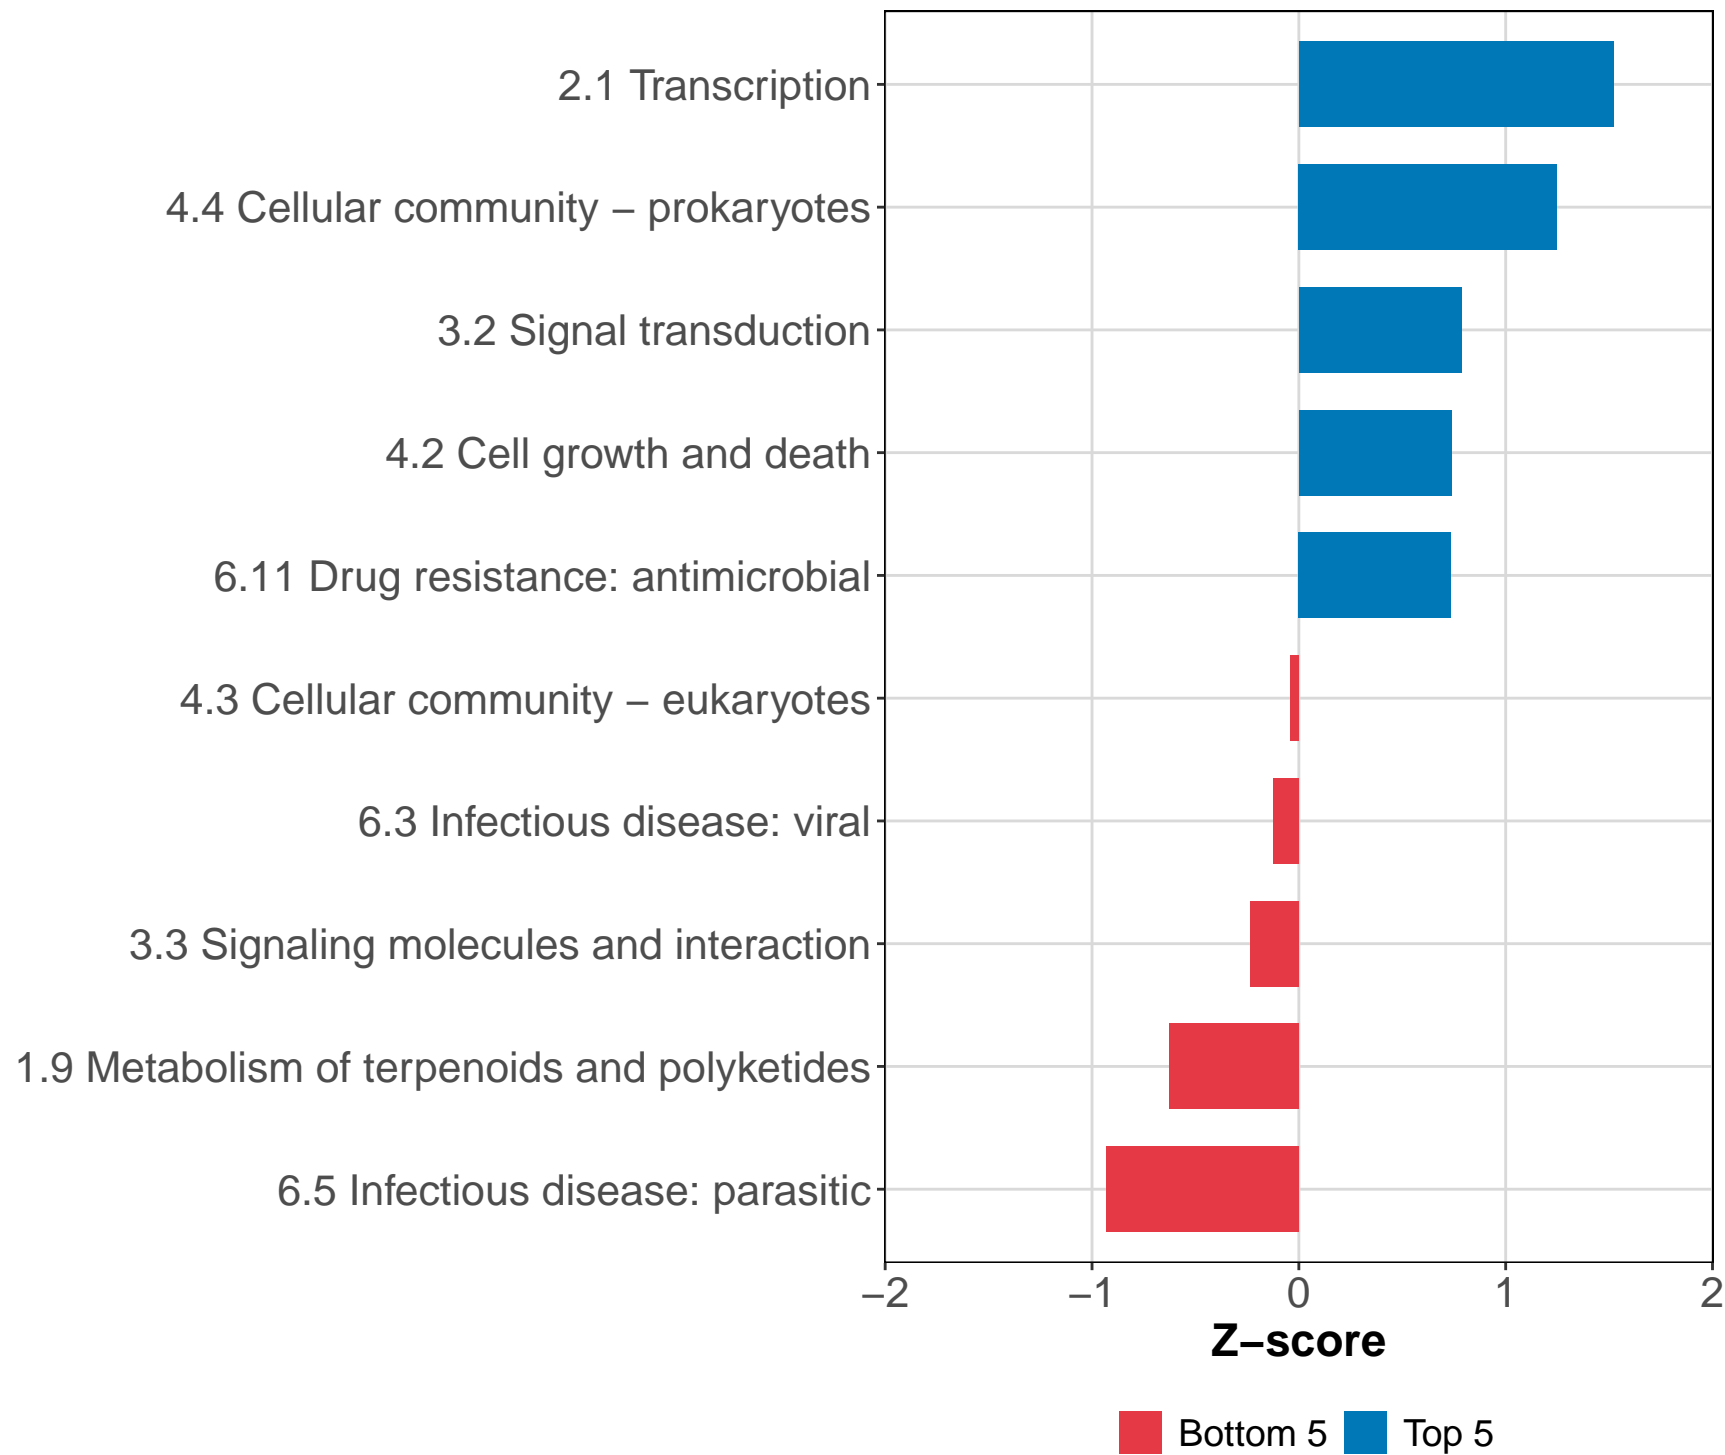 2.1 Transcription
4.4 Cellular community – prokaryotes
3.2 Signal transduction
4.2 Cell growth and death
6.11 Drug resistance: antimicrobial
4.3 Cellular community – eukaryotes
6.3 Infectious disease: viral
3.3 Signaling molecules and interaction
1.9 Metabolism of terpenoids and polyketides
6.5 Infectious disease: parasitic
–2 –1 0 1 2
Z–score
Bottom 5 Top 5